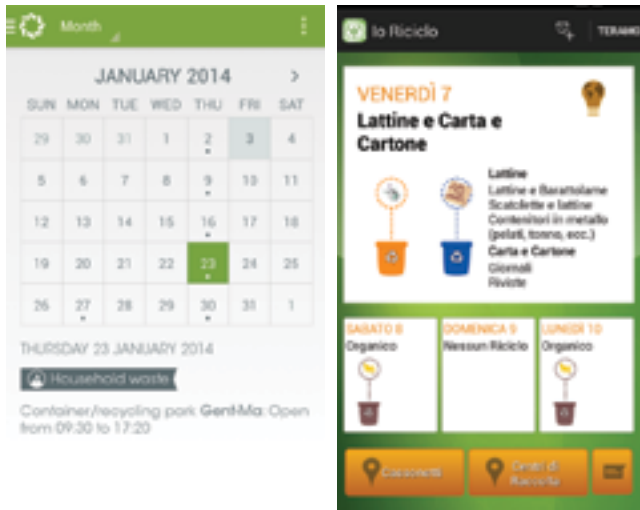 Month
JANUARY 2014 >
SUN MON TUE WED THU FRI SAT
29 30 31 1 2 3 4
5 6 7 8 9 10 11
12 13 14 15 16 17 18
19 20 21 22 23 24 25
26 27 28 29 30 31 1
THURSDAY 23 JANUARY 2014
Household waste
Container/recycling park Gent-Ma: Open
from 09:30 to 17:20
Io Riciclo
TERAMO
VENERDÌ 7
Lattine e Carta e
Cartone
Lattine
Lattine e Barattolame
Scatolette e lattine
Contenitori in metallo
(pelati, tonno, ecc.)
Carta e Cartone
Giornali
Riviste
SABATO 8
Organico
DOMENICA 9
Nessun Riciclo
LUNEDÌ 10
Organico
Cassonetti
Centri di
Raccolta